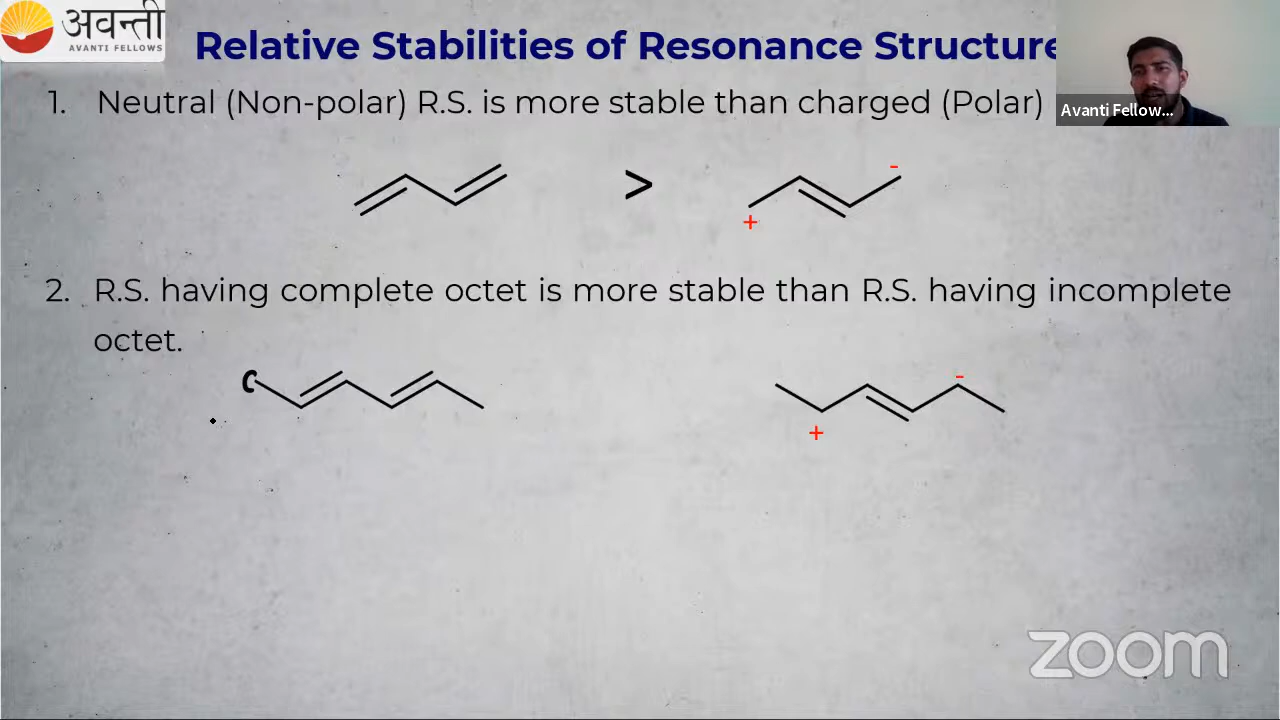 अवन्ती
AVANTI FELLOWS
Relative Stabilities of Resonance Structure
Avanti Fellow...
1. Neutral (Non-polar) R.S. is more stable than charged (Polar)
>
-
+
2. R.S. having complete octet is more stable than R.S. having incomplete
octet.
C
-
+
zoom